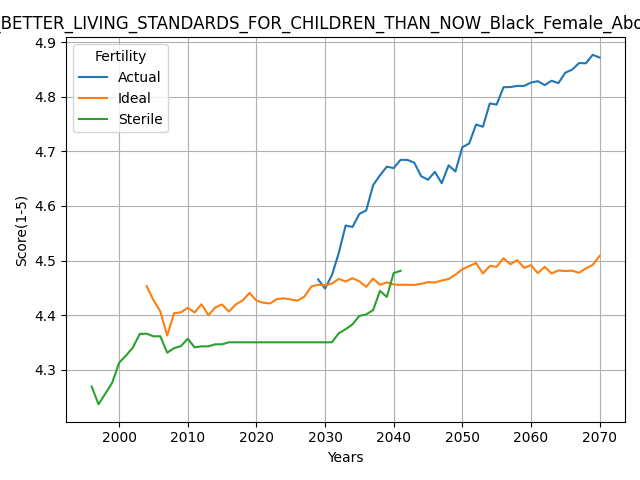 _BETTER_LIVING_STANDARDS_FOR_CHILDREN_THAN_NOW_Black_Female_Abo
4.9
4.8
4.7
4.6
4.5
4.4
4.3
Score(1-5)
Fertility
Actual
Ideal
Sterile
2000 2010 2020 2030 2040 2050 2060 2070
Years